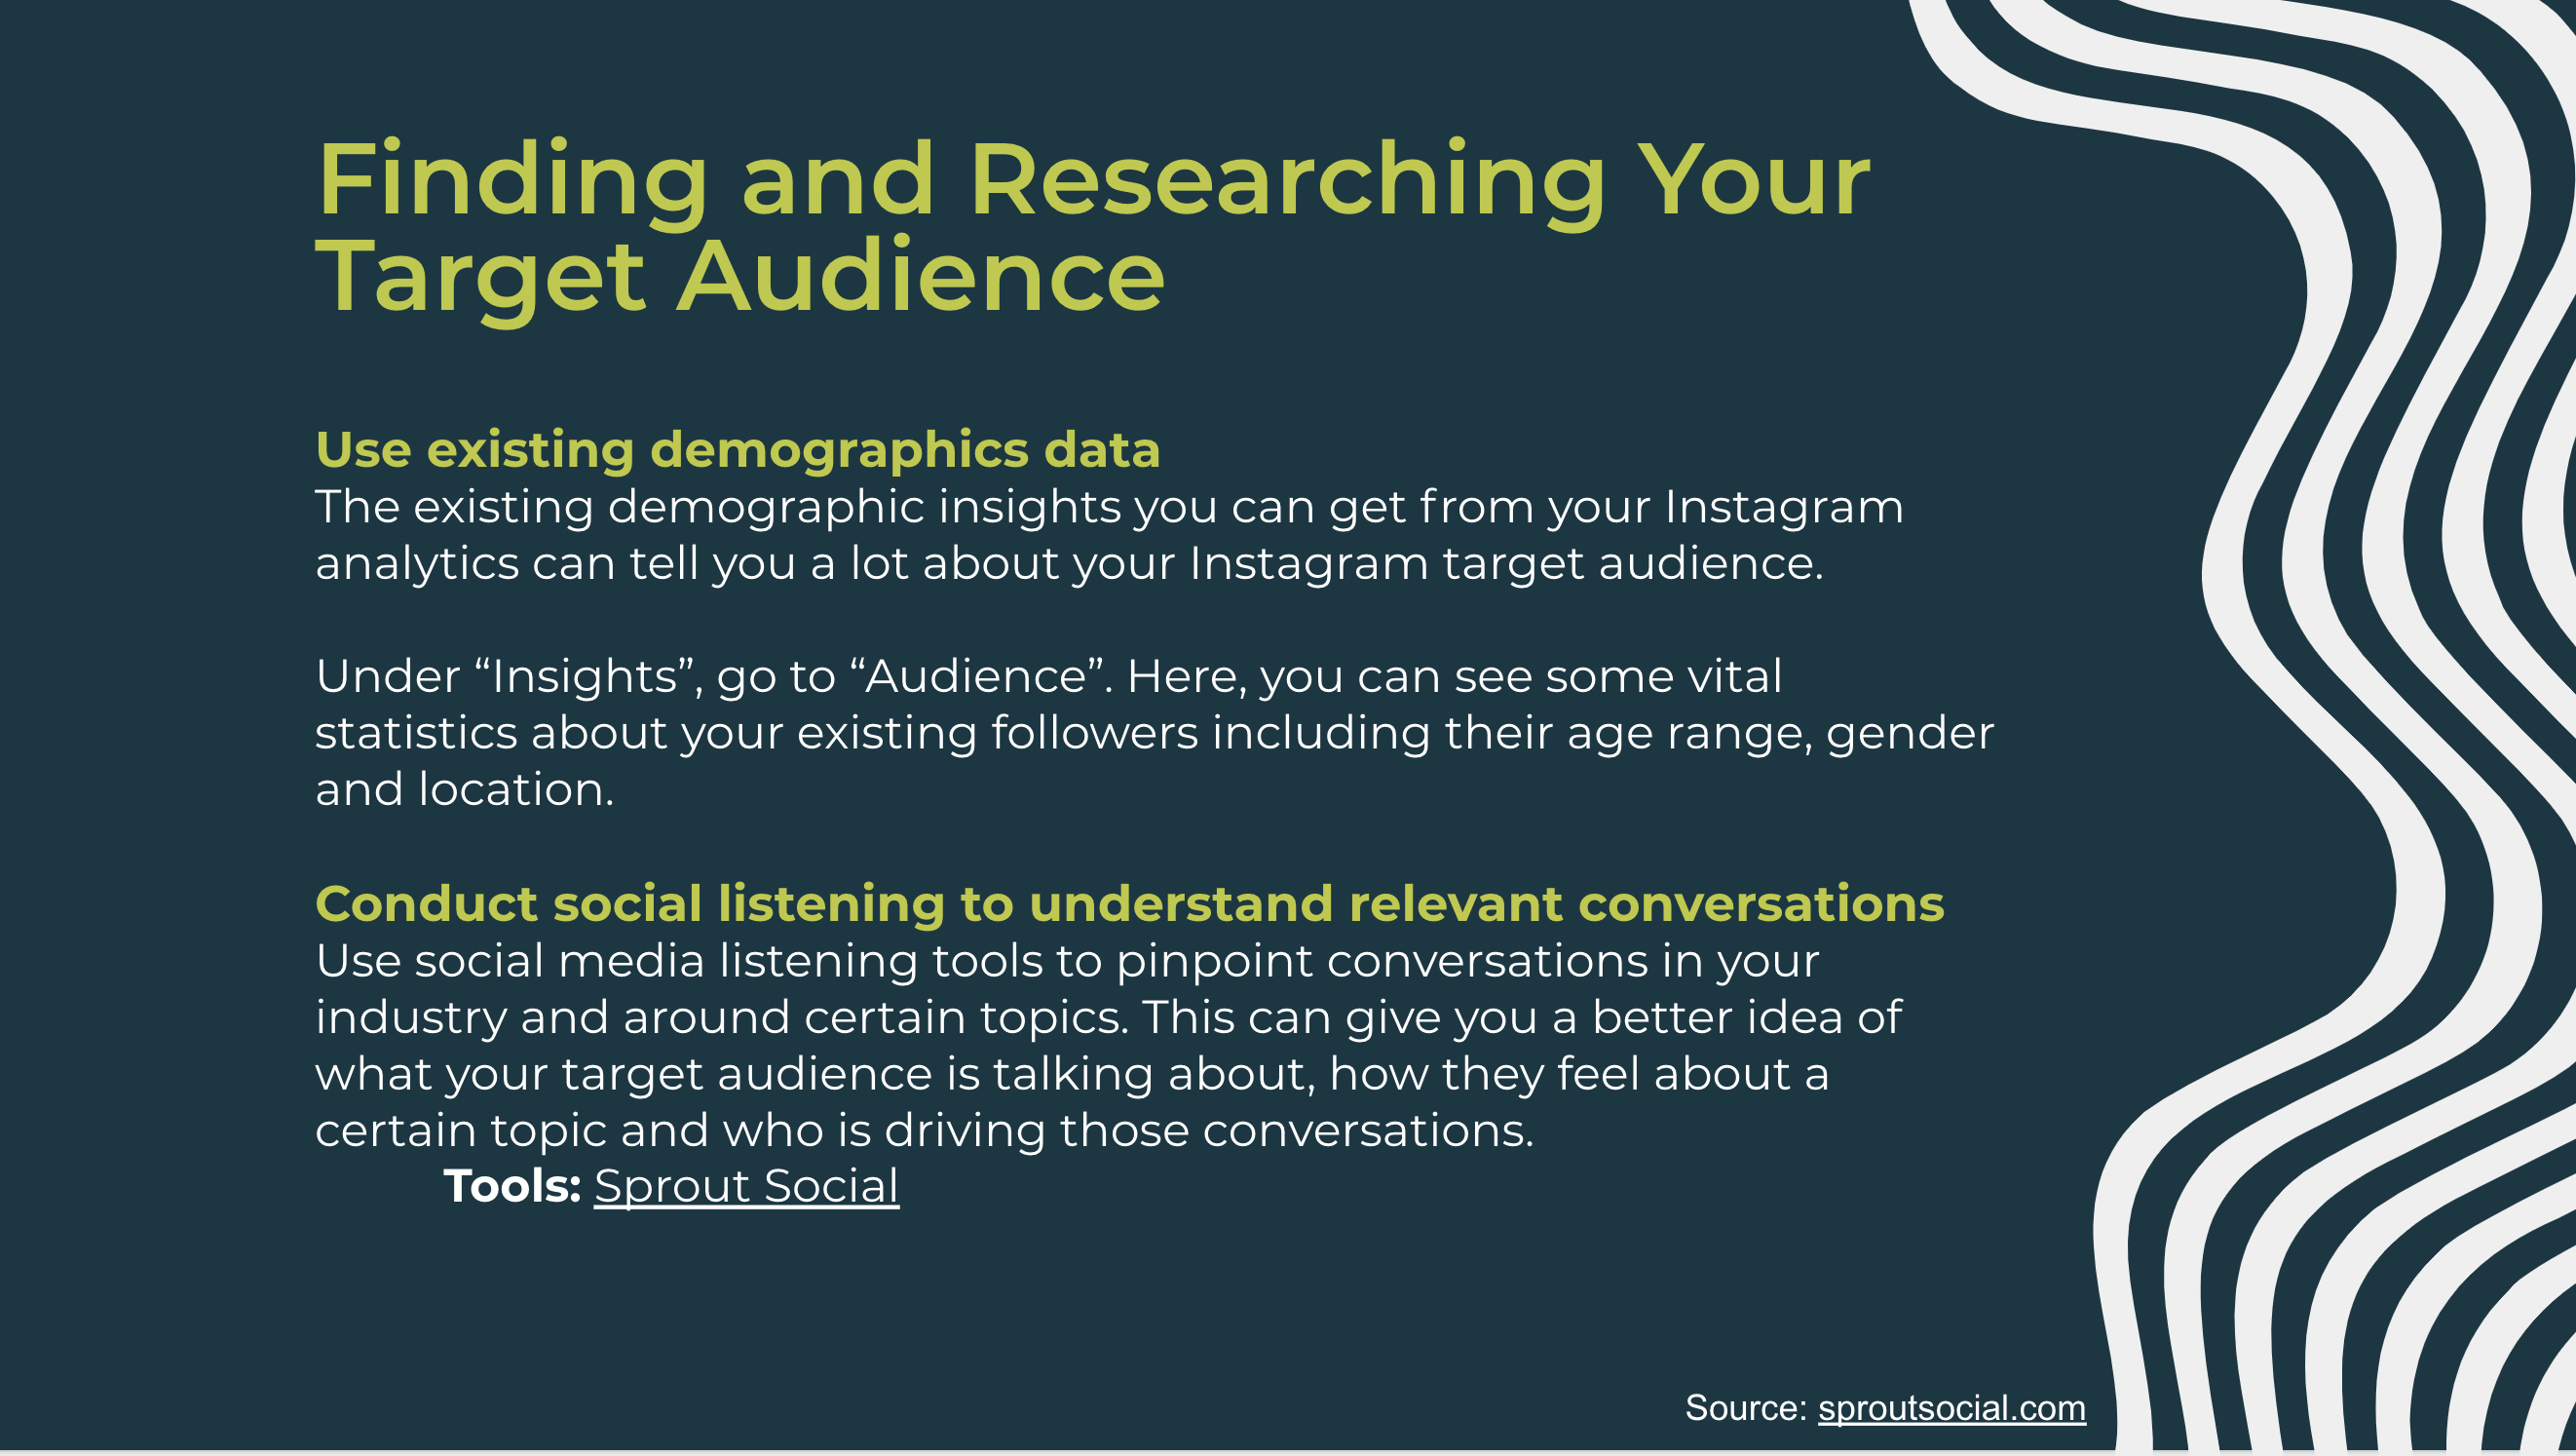 Finding and Researching Your
Target Audience
Use existing demographics data
The existing demographic insights you can get from your Instagram
analytics can tell you a lot about your Instagram target audience.
Under “Insights”, go to “Audience”. Here, you can see some vital
statistics about your existing followers including their age range, gender
and location.
Conduct social listening to understand relevant conversations
Use social media listening tools to pinpoint conversations in your
industry and around certain topics. This can give you a better idea of
what your target audience is talking about, how they feel about a
certain topic and who is driving those conversations.
Tools: Sprout Social
Source: sproutsocial.com